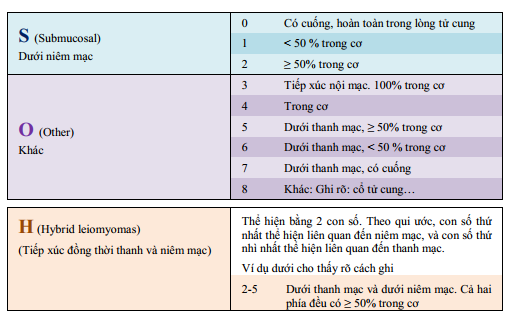 S (Submucosal)
Dưới niêm mạc
0 Có cuống, hoàn toàn trong lòng tử cung
1 < 50 % trong cơ
2 ≥ 50% trong cơ
O (Other)
Khác
3 Tiếp xúc nội mạc. 100% trong cơ
4 Trong cơ
5 Dưới thanh mạc, ≥ 50% trong cơ
6 Dưới thanh mạc, < 50 % trong cơ
7 Dưới thanh mạc, có cuống
8 Khác: Ghi rõ: cổ tử cung…
H (Hybrid leiomyomas)
(Tiếp xúc đồng thời thanh và niêm mạc)
Thể hiện bằng 2 con số. Theo qui ước, con số thứ
nhất thể hiện liên quan đến niêm mạc, và con số thứ
nhì nhất thể hiện liên quan đến thanh mạc.
Ví dụ dưới cho thấy rõ cách ghi
2-5 Dưới thanh mạc và dưới niêm mạc. Cả hai
phía đều có ≥ 50% trong cơ